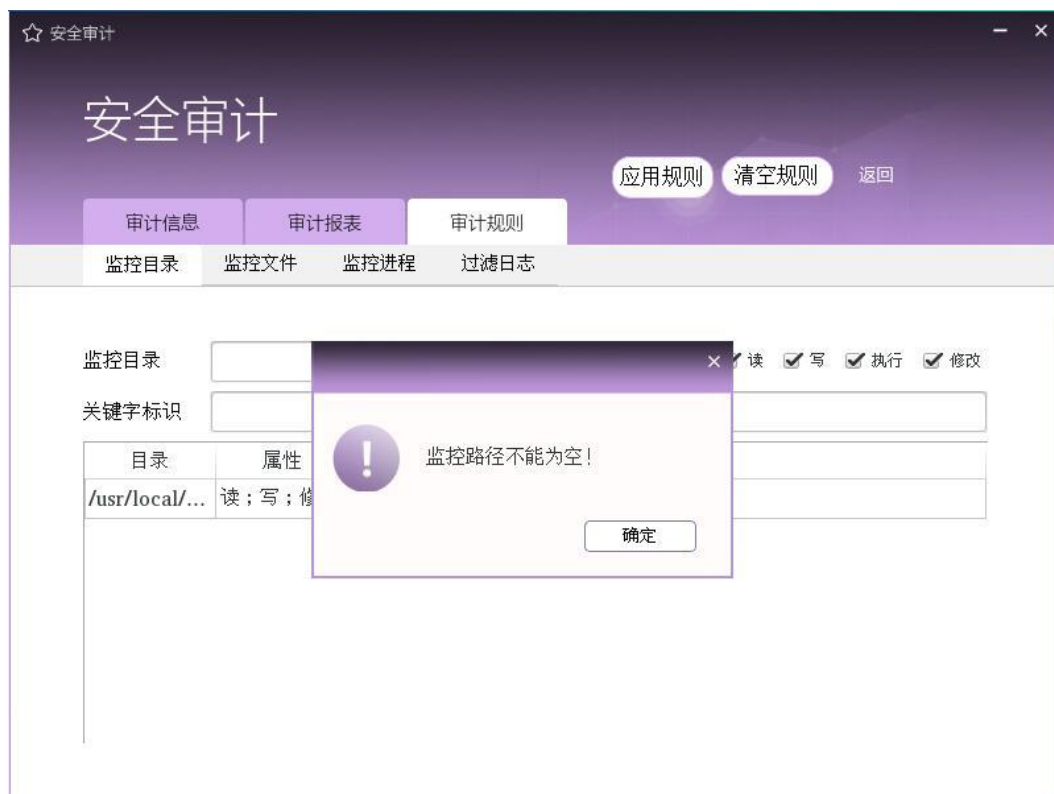 安全审计
安全审计
应用规则 清空规则 返回
审计信息 审计报表 审计规则
监控目录 监控文件 监控进程 过滤日志
监控目录 读 写 执行 修改
关键字标识
目录 属性
/usr/local/... 读；写；修
监控路径不能为空！
确定